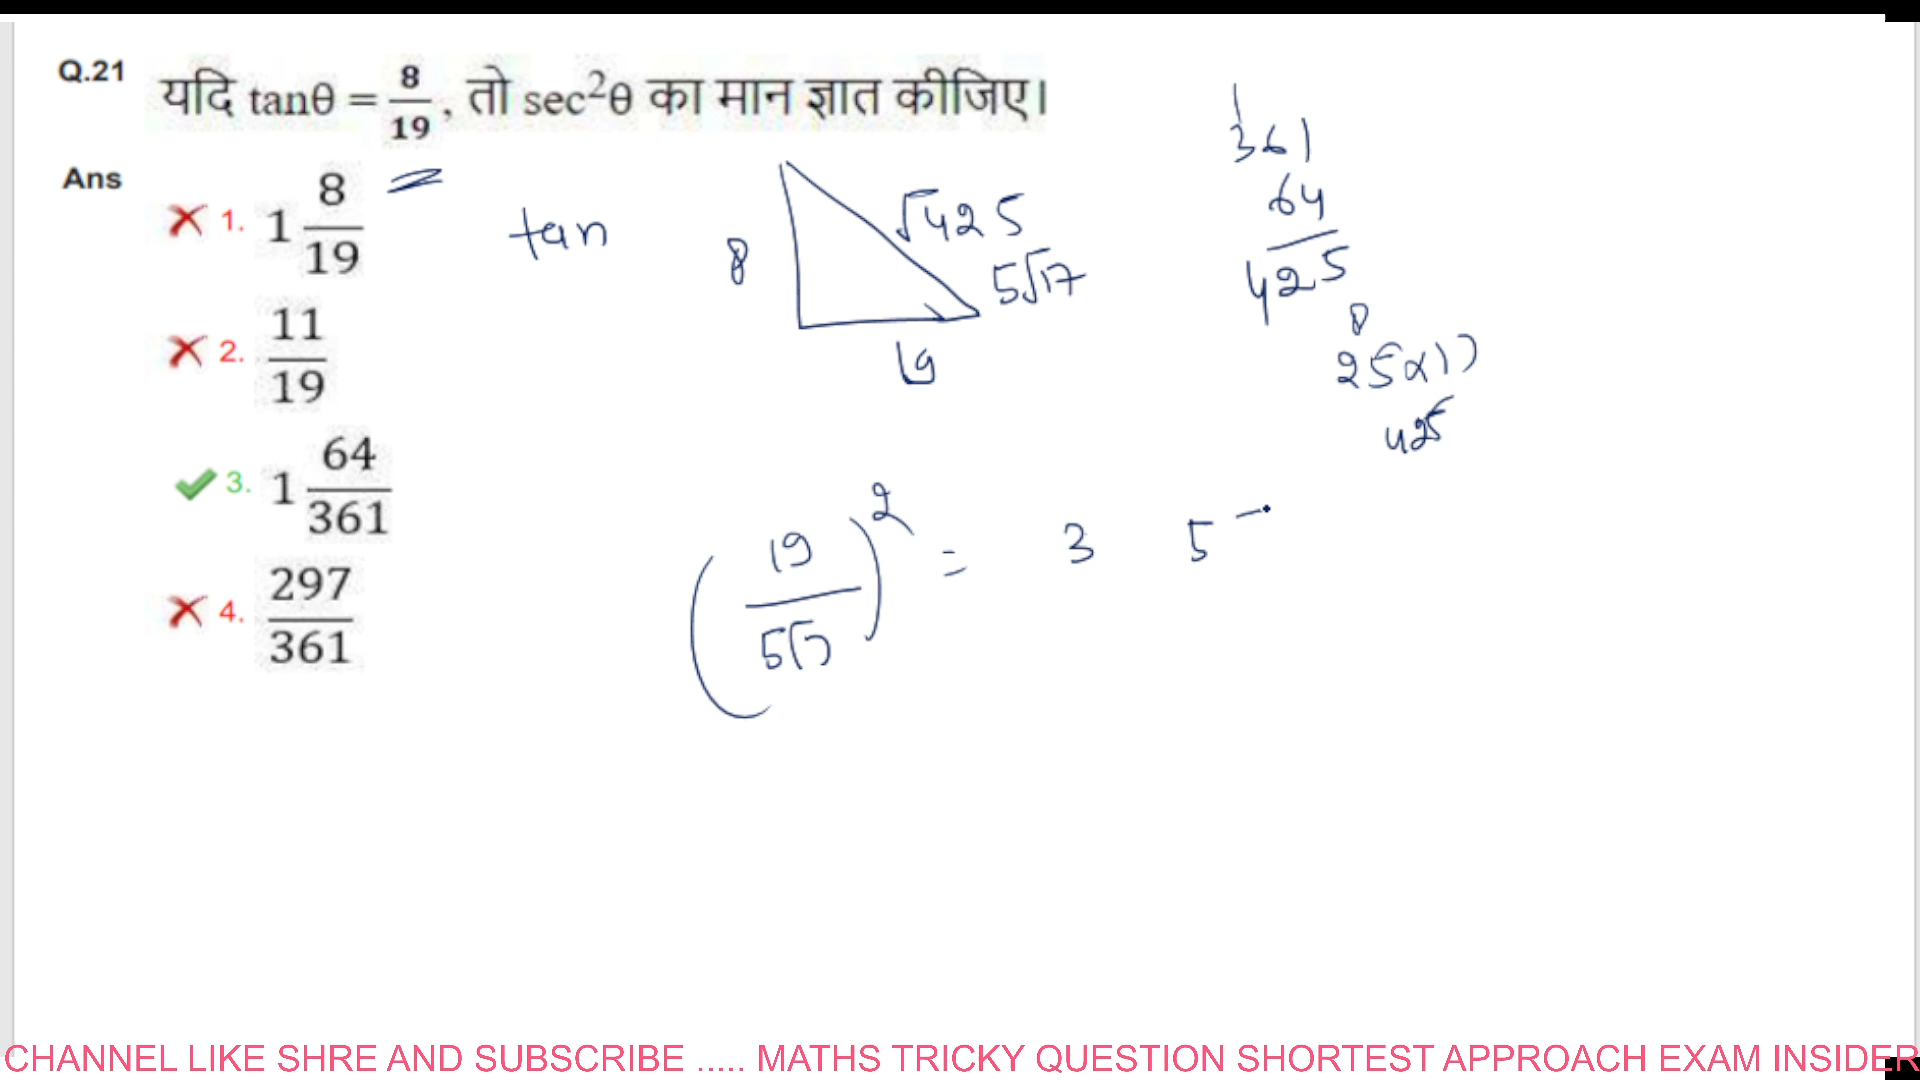 Q.21 यदि tanθ = 8/19, तो sec²θ का मान ज्ञात कीजिए।
Ans
1. 1 8/19
2. 11/19
3. 1 64/361
4. 297/361
tan
8
√425
5√17
19
1
361
64
425
8
25×17
425
(19/5√17)² = 3 5
CHANNEL LIKE SHRE AND SUBSCRIBE ..... MATHS TRICKY QUESTION SHORTEST APPROACH EXAM INSIDER